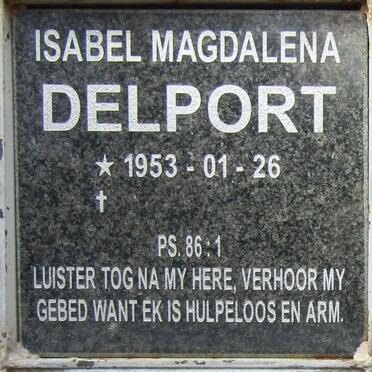 ISABEL MAGDALENA
DELPORT
★ 1953 - 01 - 26
✝
PS. 86 : 1
LUISTER TOG NA MY HERE, VERHOOR MY
GEBED WANT EK IS HULPELOOS EN ARM.